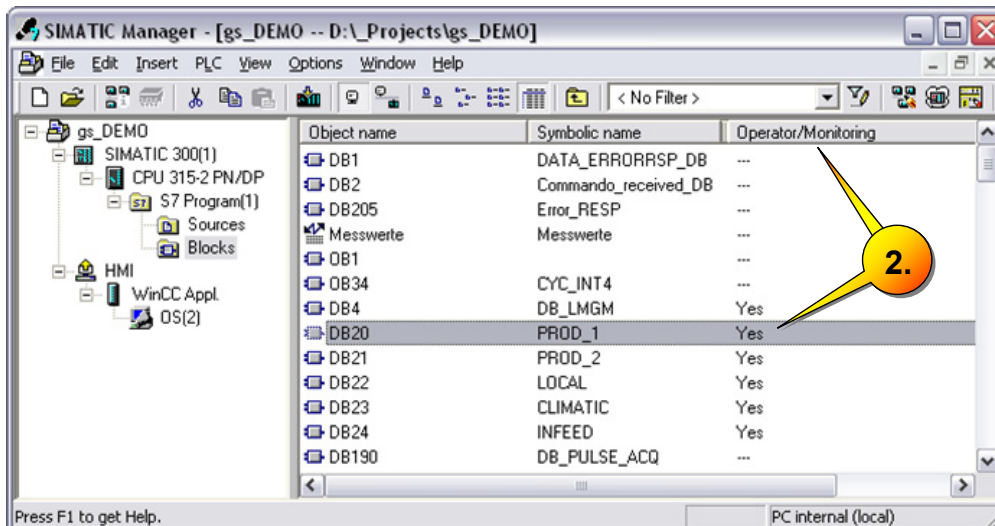 SIMATIC Manager - [gs_DEMO -- D:\_Projects\gs_DEMO]
File Edit Insert PLC View Options Window Help
< No Filter >
gs_DEMO
SIMATIC 300(1)
CPU 315-2 PN/DP
S7 Program(1)
Sources
Blocks
HMI
WinCC Appl.
OS(2)
Object name Symbolic name Operator/Monitoring
DB1 DATA_ERRORRSP_DB ---
DB2 Commando_received_DB ---
DB205 Error_RESP ---
Messwerte Messwerte ---
OB1 ---
OB34 CYC_INT4 ---
DB4 DB_LMGM Yes
DB20 PROD_1 Yes
DB21 PROD_2 Yes
DB22 LOCAL Yes
DB23 CLIMATIC Yes
DB24 INFEED Yes
DB190 DB_PULSE_ACQ ---
2.
Press F1 to get Help. PC internal (local)